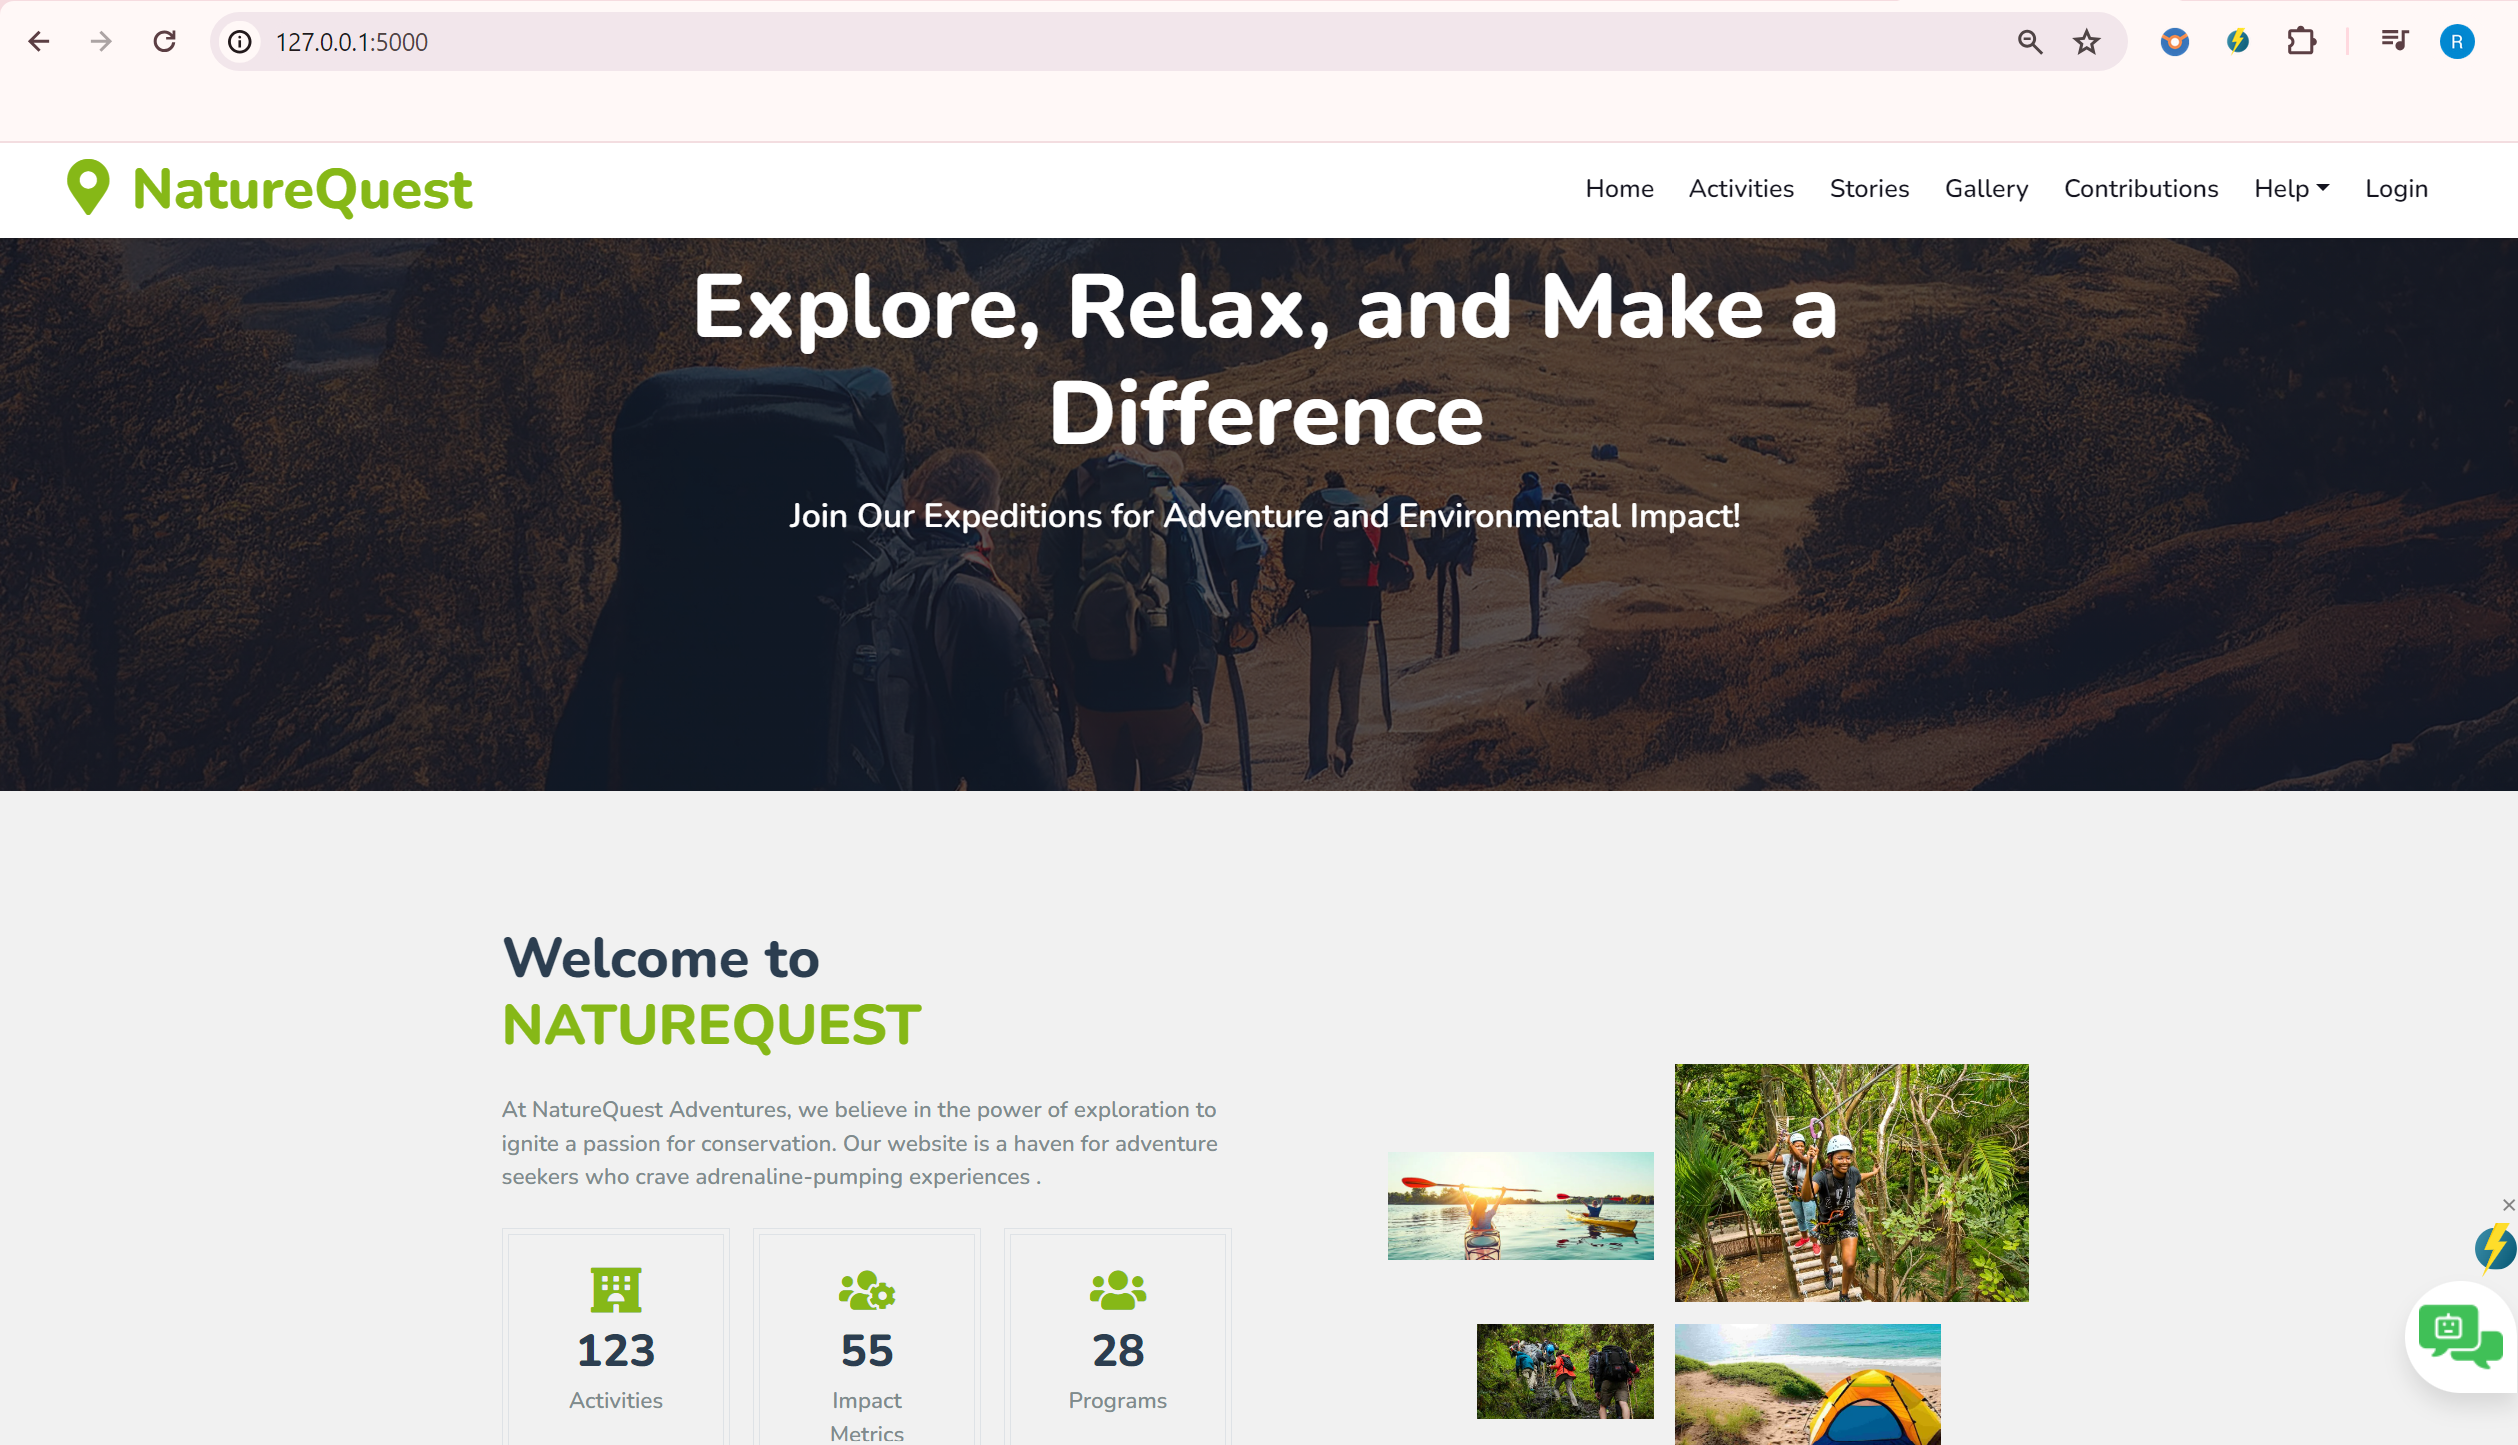 127.0.0.1:5000
R
NatureQuest
Home Activities Stories Gallery Contributions Help Login
Explore, Relax, and Make a
Difference
Join Our Expeditions for Adventure and Environmental Impact!
Welcome to
NATUREQUEST
At NatureQuest Adventures, we believe in the power of exploration to
ignite a passion for conservation. Our website is a haven for adventure
seekers who crave adrenaline-pumping experiences .
123
Activities
55
Impact
Metrics
28
Programs